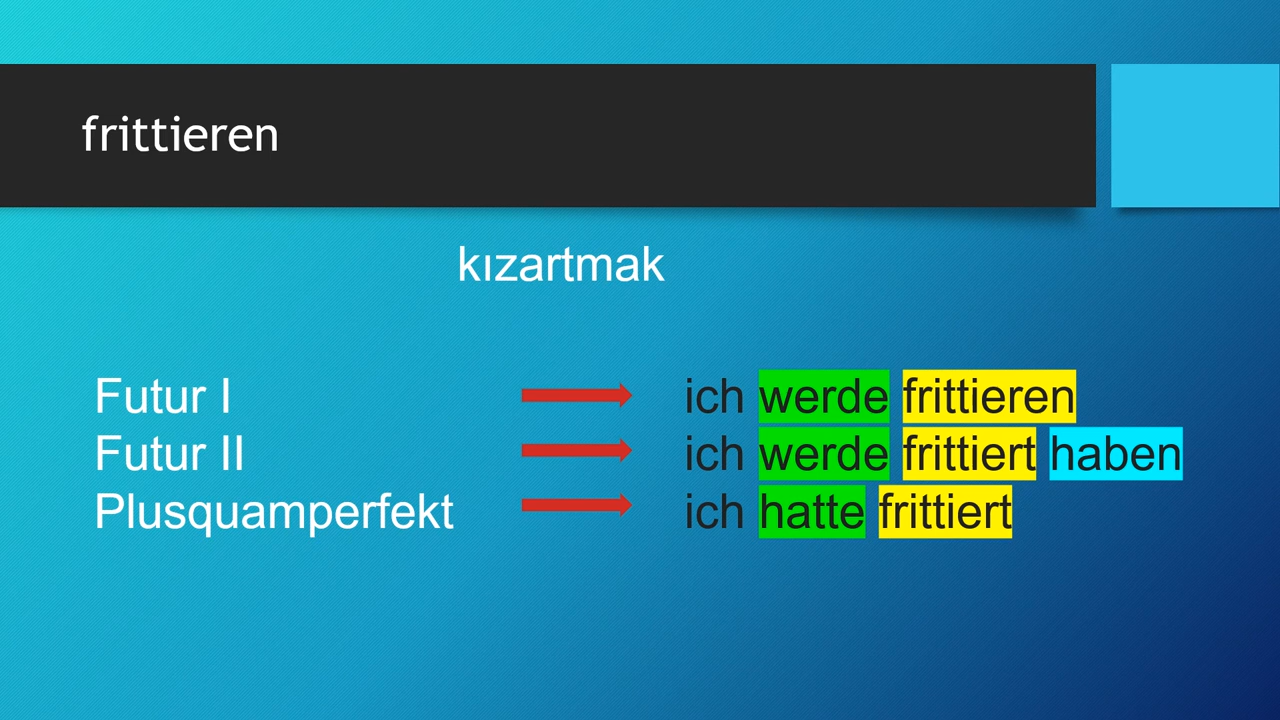 frittieren
kızartmak
Futur I ich werde frittieren
Futur II ich werde frittiert haben
Plusquamperfekt ich hatte frittiert